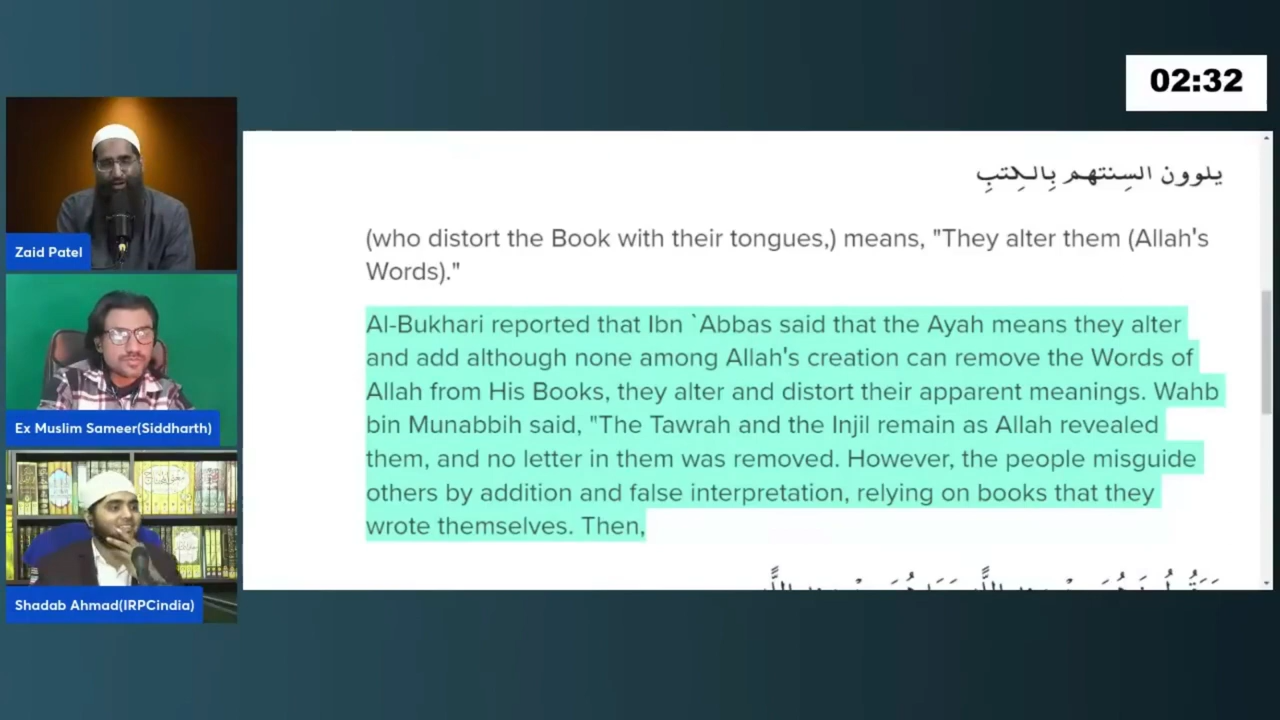 02:32
Zaid Patel
Ex Muslim Sameer(Siddharth)
Shadab Ahmad(IRPCindia)
يلوون السِنتهم بِالكِتبِ
(who distort the Book with their tongues,) means, "They alter them (Allah's
Words)."
Al-Bukhari reported that Ibn `Abbas said that the Ayah means they alter
and add although none among Allah's creation can remove the Words of
Allah from His Books, they alter and distort their apparent meanings. Wahb
bin Munabbih said, "The Tawrah and the Injil remain as Allah revealed
them, and no letter in them was removed. However, the people misguide
others by addition and false interpretation, relying on books that they
wrote themselves. Then,